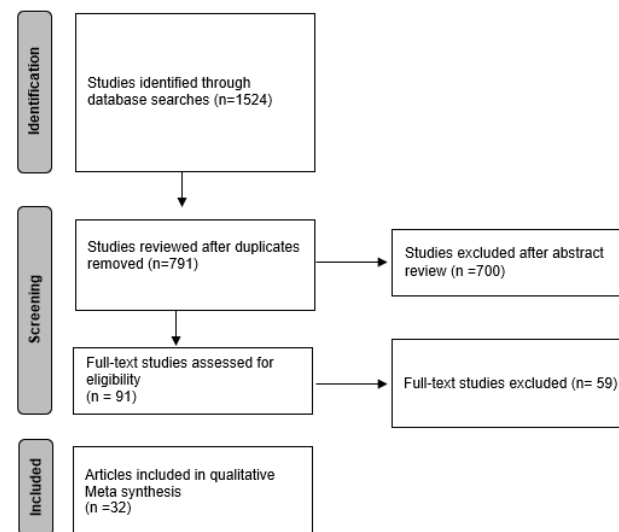 Identification
Studies identified through
database searches (n=1524)
Screening
Studies reviewed after duplicates
removed (n=791)
Studies excluded after abstract
review (n =700)
Full-text studies assessed for
eligibility
(n = 91)
Full-text studies excluded (n= 59)
Included
Articles included in qualitative
Meta synthesis
(n =32)